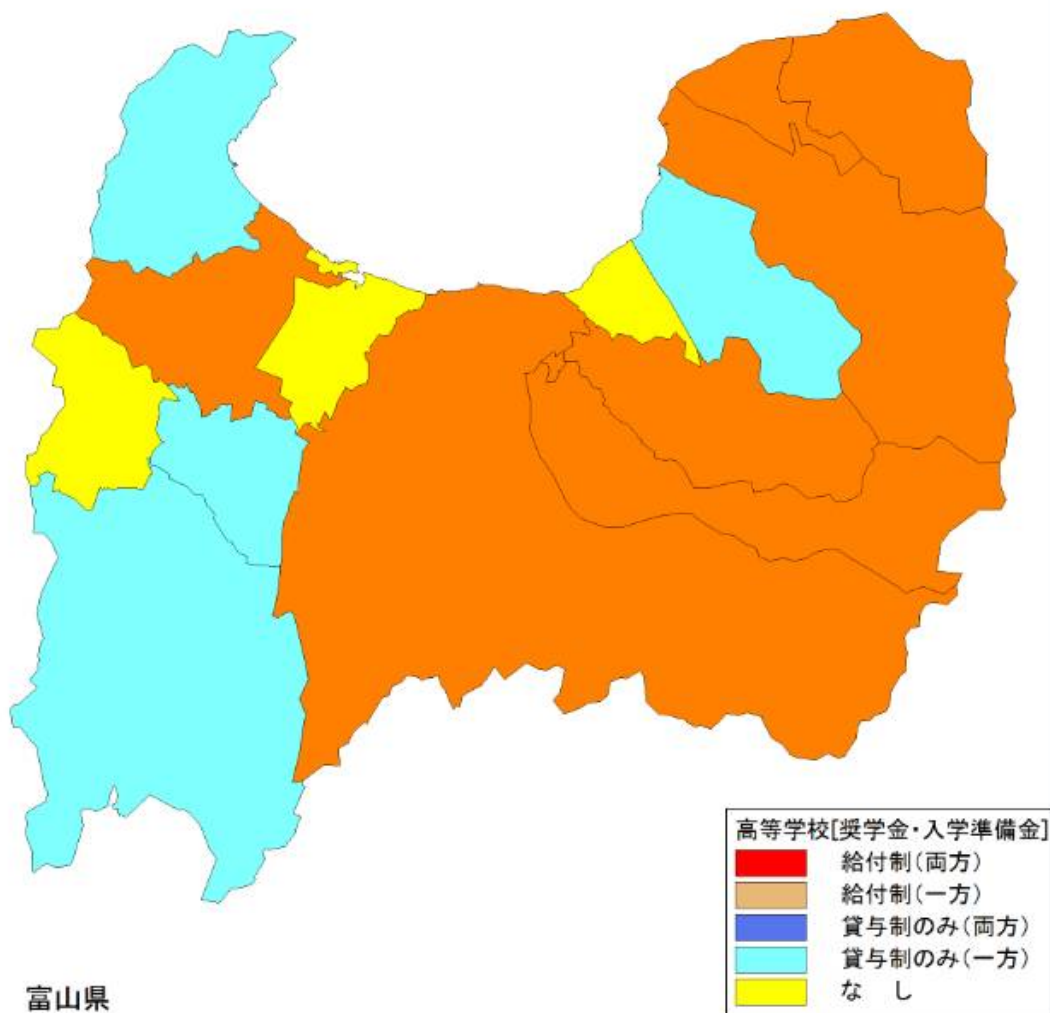 高等学校[奨学金・入学準備金]
給付制(両方)
給付制(一方)
貸与制のみ(両方)
貸与制のみ(一方)
な　し
富山県